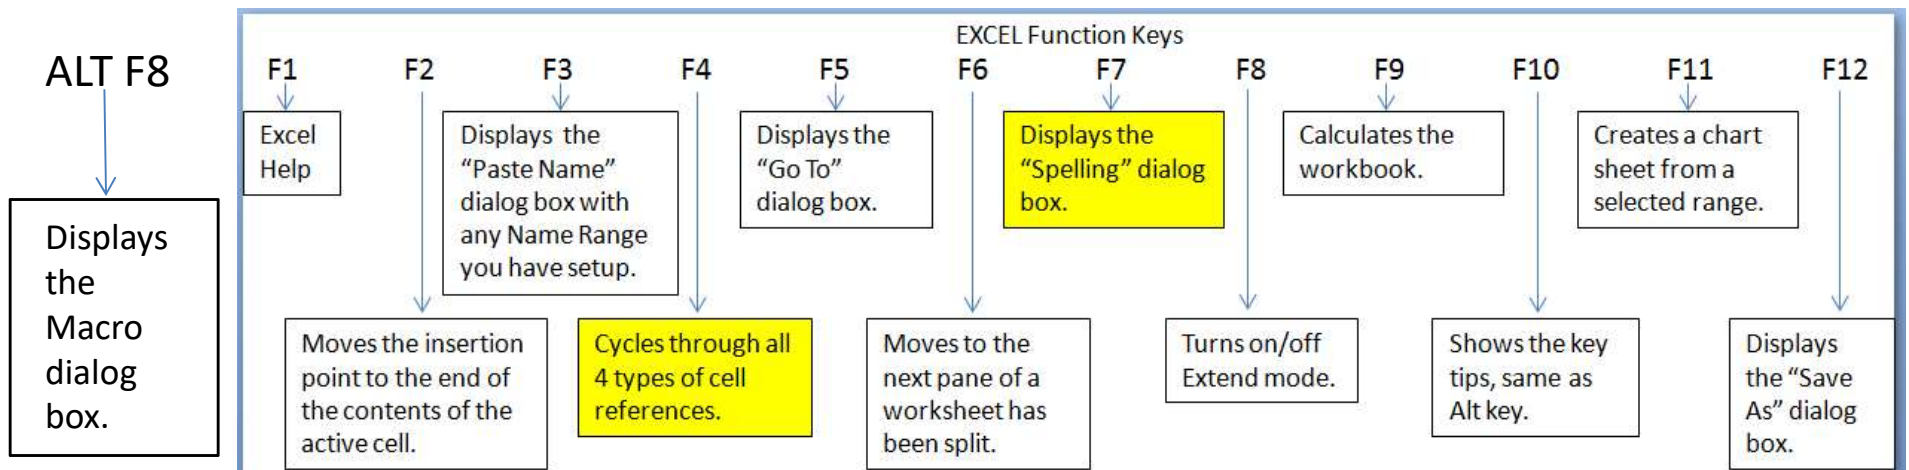 ALT F8
Displays
the
Macro
dialog
box.
EXCEL Function Keys
F1 F2 F3 F4 F5 F6 F7 F8 F9 F10 F11 F12
Excel
Help
Displays the
“Paste Name”
dialog box with
any Name Range
you have setup.
Displays the
“Go To”
dialog box.
Displays the
“Spelling” dialog
box.
Calculates the
workbook.
Creates a chart
sheet from a
selected range.
Moves the insertion
point to the end of
the contents of the
active cell.
Cycles through all
4 types of cell
references.
Moves to the
next pane of a
worksheet has
been split.
Turns on/off
Extend mode.
Shows the key
tips, same as
Alt key.
Displays
the “Save
As” dialog
box.